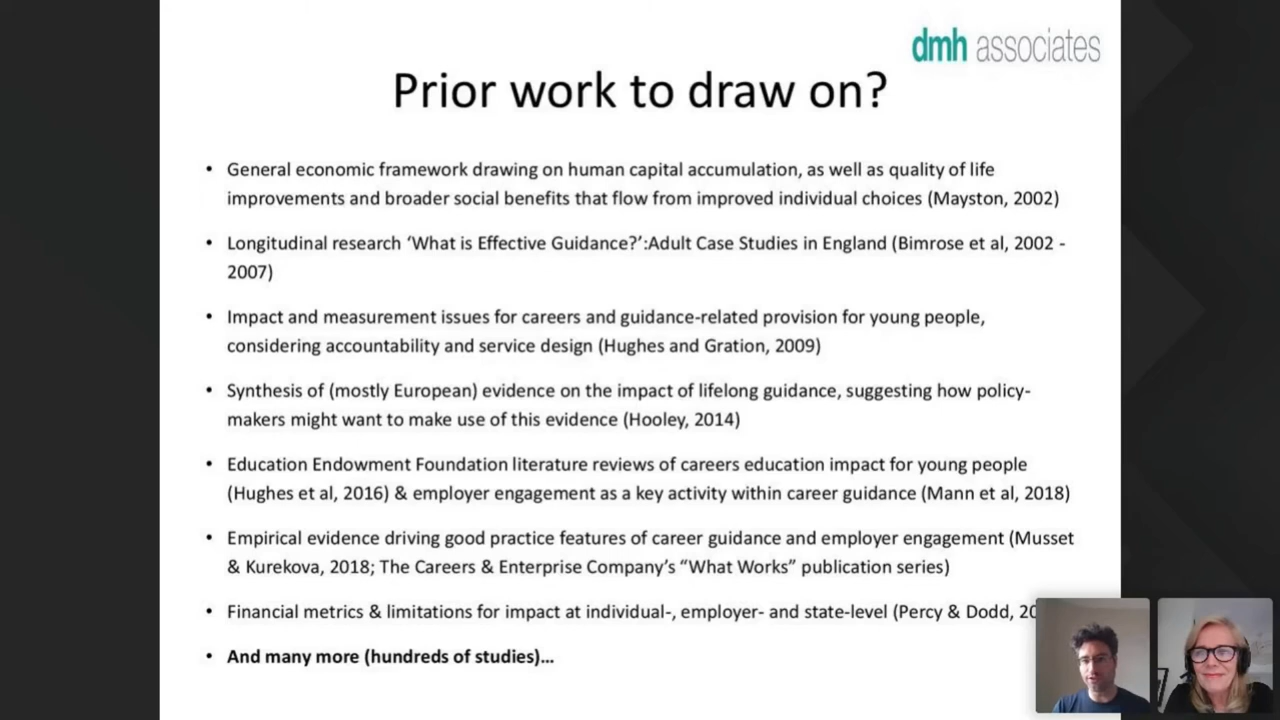 dmh associates
Prior work to draw on?
• General economic framework drawing on human capital accumulation, as well as quality of life
improvements and broader social benefits that flow from improved individual choices (Mayston, 2002)
• Longitudinal research ‘What is Effective Guidance?’:Adult Case Studies in England (Bimrose et al, 2002 -
2007)
• Impact and measurement issues for careers and guidance-related provision for young people,
considering accountability and service design (Hughes and Gration, 2009)
• Synthesis of (mostly European) evidence on the impact of lifelong guidance, suggesting how policy-
makers might want to make use of this evidence (Hooley, 2014)
• Education Endowment Foundation literature reviews of careers education impact for young people
(Hughes et al, 2016) & employer engagement as a key activity within career guidance (Mann et al, 2018)
• Empirical evidence driving good practice features of career guidance and employer engagement (Musset
& Kurekova, 2018; The Careers & Enterprise Company’s “What Works” publication series)
• Financial metrics & limitations for impact at individual-, employer- and state-level (Percy & Dodd,
• And many more (hundreds of studies)…